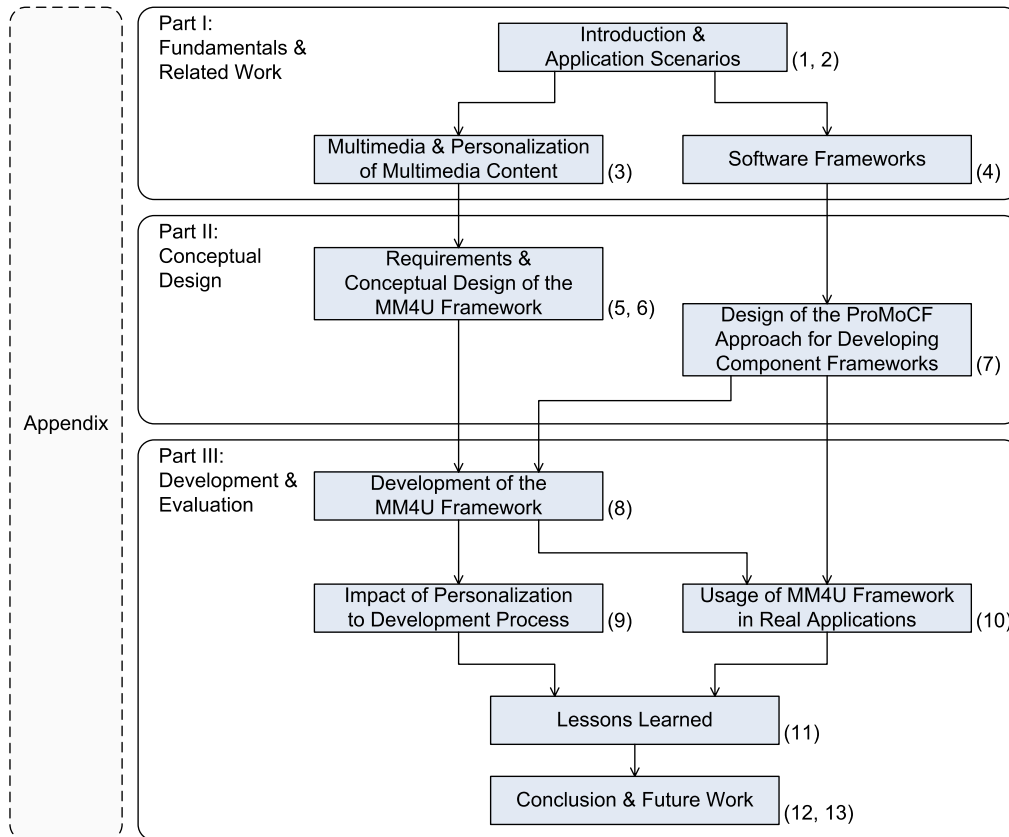 Appendix
Part I:
Fundamentals &
Related Work
Introduction &
Application Scenarios
(1, 2)
Multimedia & Personalization
of Multimedia Content
(3)
Software Frameworks
(4)
Part II:
Conceptual
Design
Requirements &
Conceptual Design of the
MM4U Framework
(5, 6)
Design of the ProMoCF
Approach for Developing
Component Frameworks
(7)
Part III:
Development &
Evaluation
Development of the
MM4U Framework
(8)
Impact of Personalization
to Development Process
(9)
Usage of MM4U Framework
in Real Applications
(10)
Lessons Learned
(11)
Conclusion & Future Work
(12, 13)